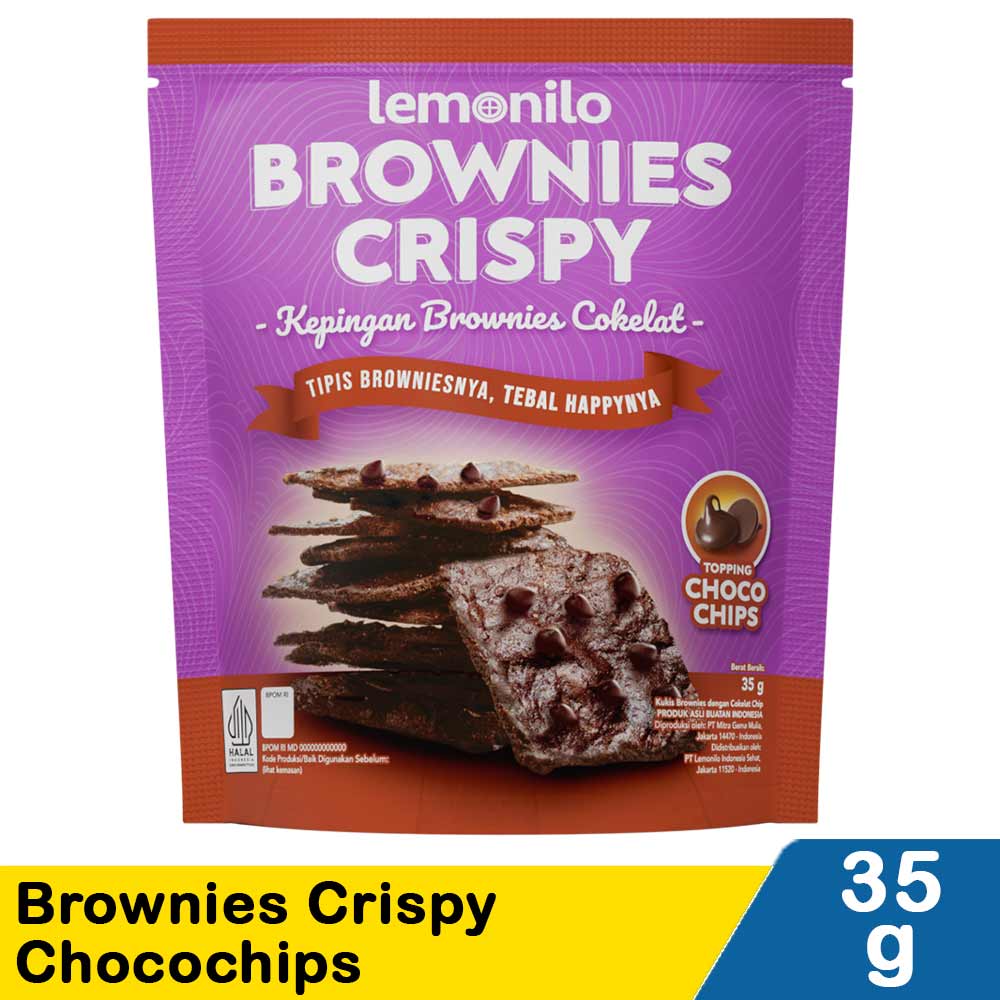 lemonilo
BROWNIES
CRISPY
- Kepingan Brownies Cokelat -
TIPIS BROWNIESNYA, TEBAL HAPPYNYA
TOPPING
CHOCO
CHIPS
Berat Bersih:
35 g
Kukis Brownies dengan Cokelat Chip
PRODUK ASLI BUATAN INDONESIA
Diproduksi oleh: PT Mitra Gema Mulia,
Jakarta 14470 - Indonesia
Didistribusikan oleh:
PT Lemonilo Indonesia Sehat,
Jakarta 11520 - Indonesia
HALAL
INDONESIA
BPOM RI
BPOM RI MD 000000000000
Kode Produksi/Baik Digunakan Sebelum:
(lihat kemasan)
Brownies Crispy
Chocochips
35
g